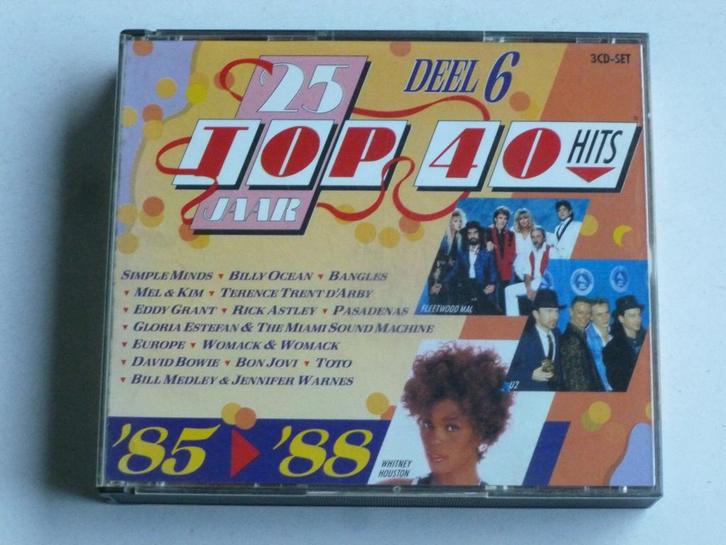 '25
JAAR
TOP 40 HITS
DEEL 6
3CD-SET
SIMPLE MINDS ▾ BILLY OCEAN ▾ BANGLES
▾ MEL & KIM ▾ TERENCE TRENT D'ARBY
EDDY GRANT ▾ RICK ASTLEY ▾ PASADENAS
▾ GLORIA ESTEFAN & THE MIAMI SOUND MACHINE
▾ EUROPE ▾ WOMACK & WOMACK
DAVID BOWIE ▾ BON JOVI ▾ TOTO
▾ BILL MEDLEY & JENNIFER WARNES
FLEETWOOD MAC
U2
WHITNEY
HOUSTON
'85 ▸ '88